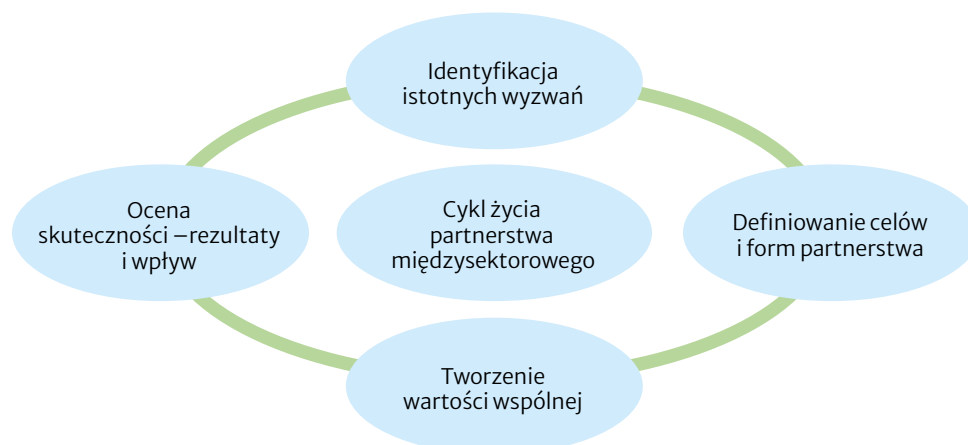 Identyfikacja
istotnych wyzwań
Ocena
skuteczności –rezultaty
i wpływ
Cykl życia
partnerstwa
międzysektorowego
Definiowanie celów
i form partnerstwa
Tworzenie
wartości wspólnej